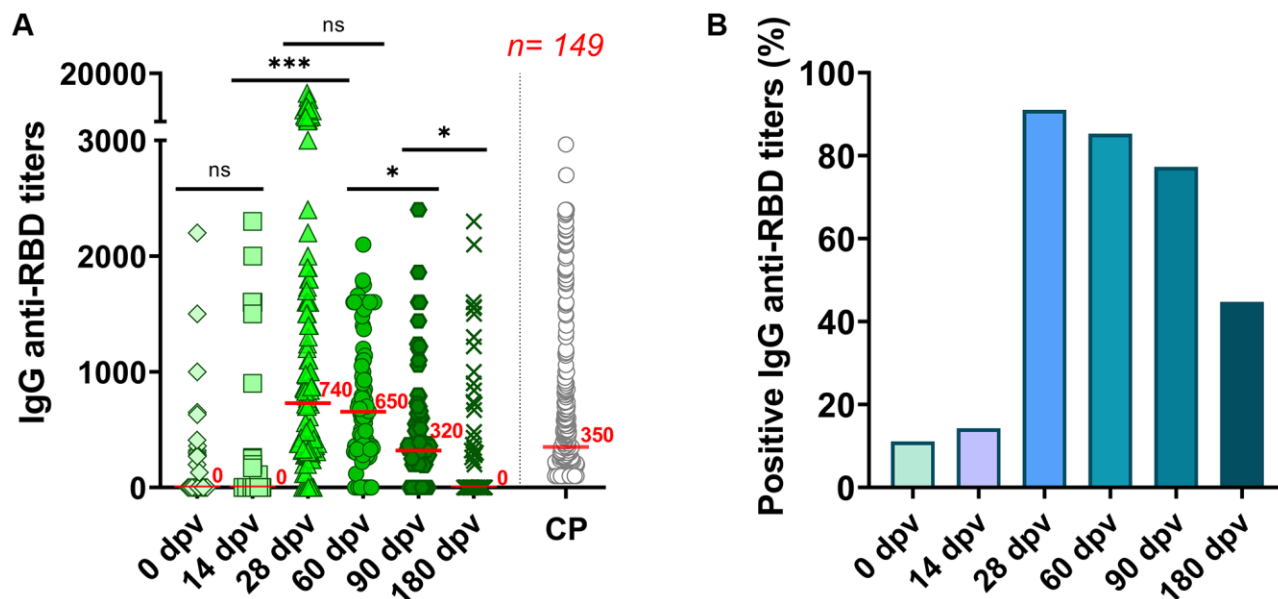 A
B
ns
n= 149
***
20000
3000
2000
1000
0
IgG anti-RBD titers
ns
*
*
0
0
740
650
320
0
350
0 dpv
14 dpv
28 dpv
60 dpv
90 dpv
180 dpv
CP
Positive IgG anti-RBD titers (%)
100
80
60
40
20
0
0 dpv
14 dpv
28 dpv
60 dpv
90 dpv
180 dpv